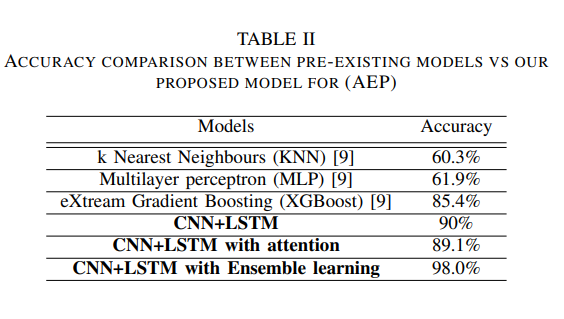 TABLE II
ACCURACY COMPARISON BETWEEN PRE-EXISTING MODELS VS OUR
PROPOSED MODEL FOR (AEP)
Models Accuracy
k Nearest Neighbours (KNN) [9] 60.3%
Multilayer perceptron (MLP) [9] 61.9%
eXtream Gradient Boosting (XGBoost) [9] 85.4%
CNN+LSTM 90%
CNN+LSTM with attention 89.1%
CNN+LSTM with Ensemble learning 98.0%